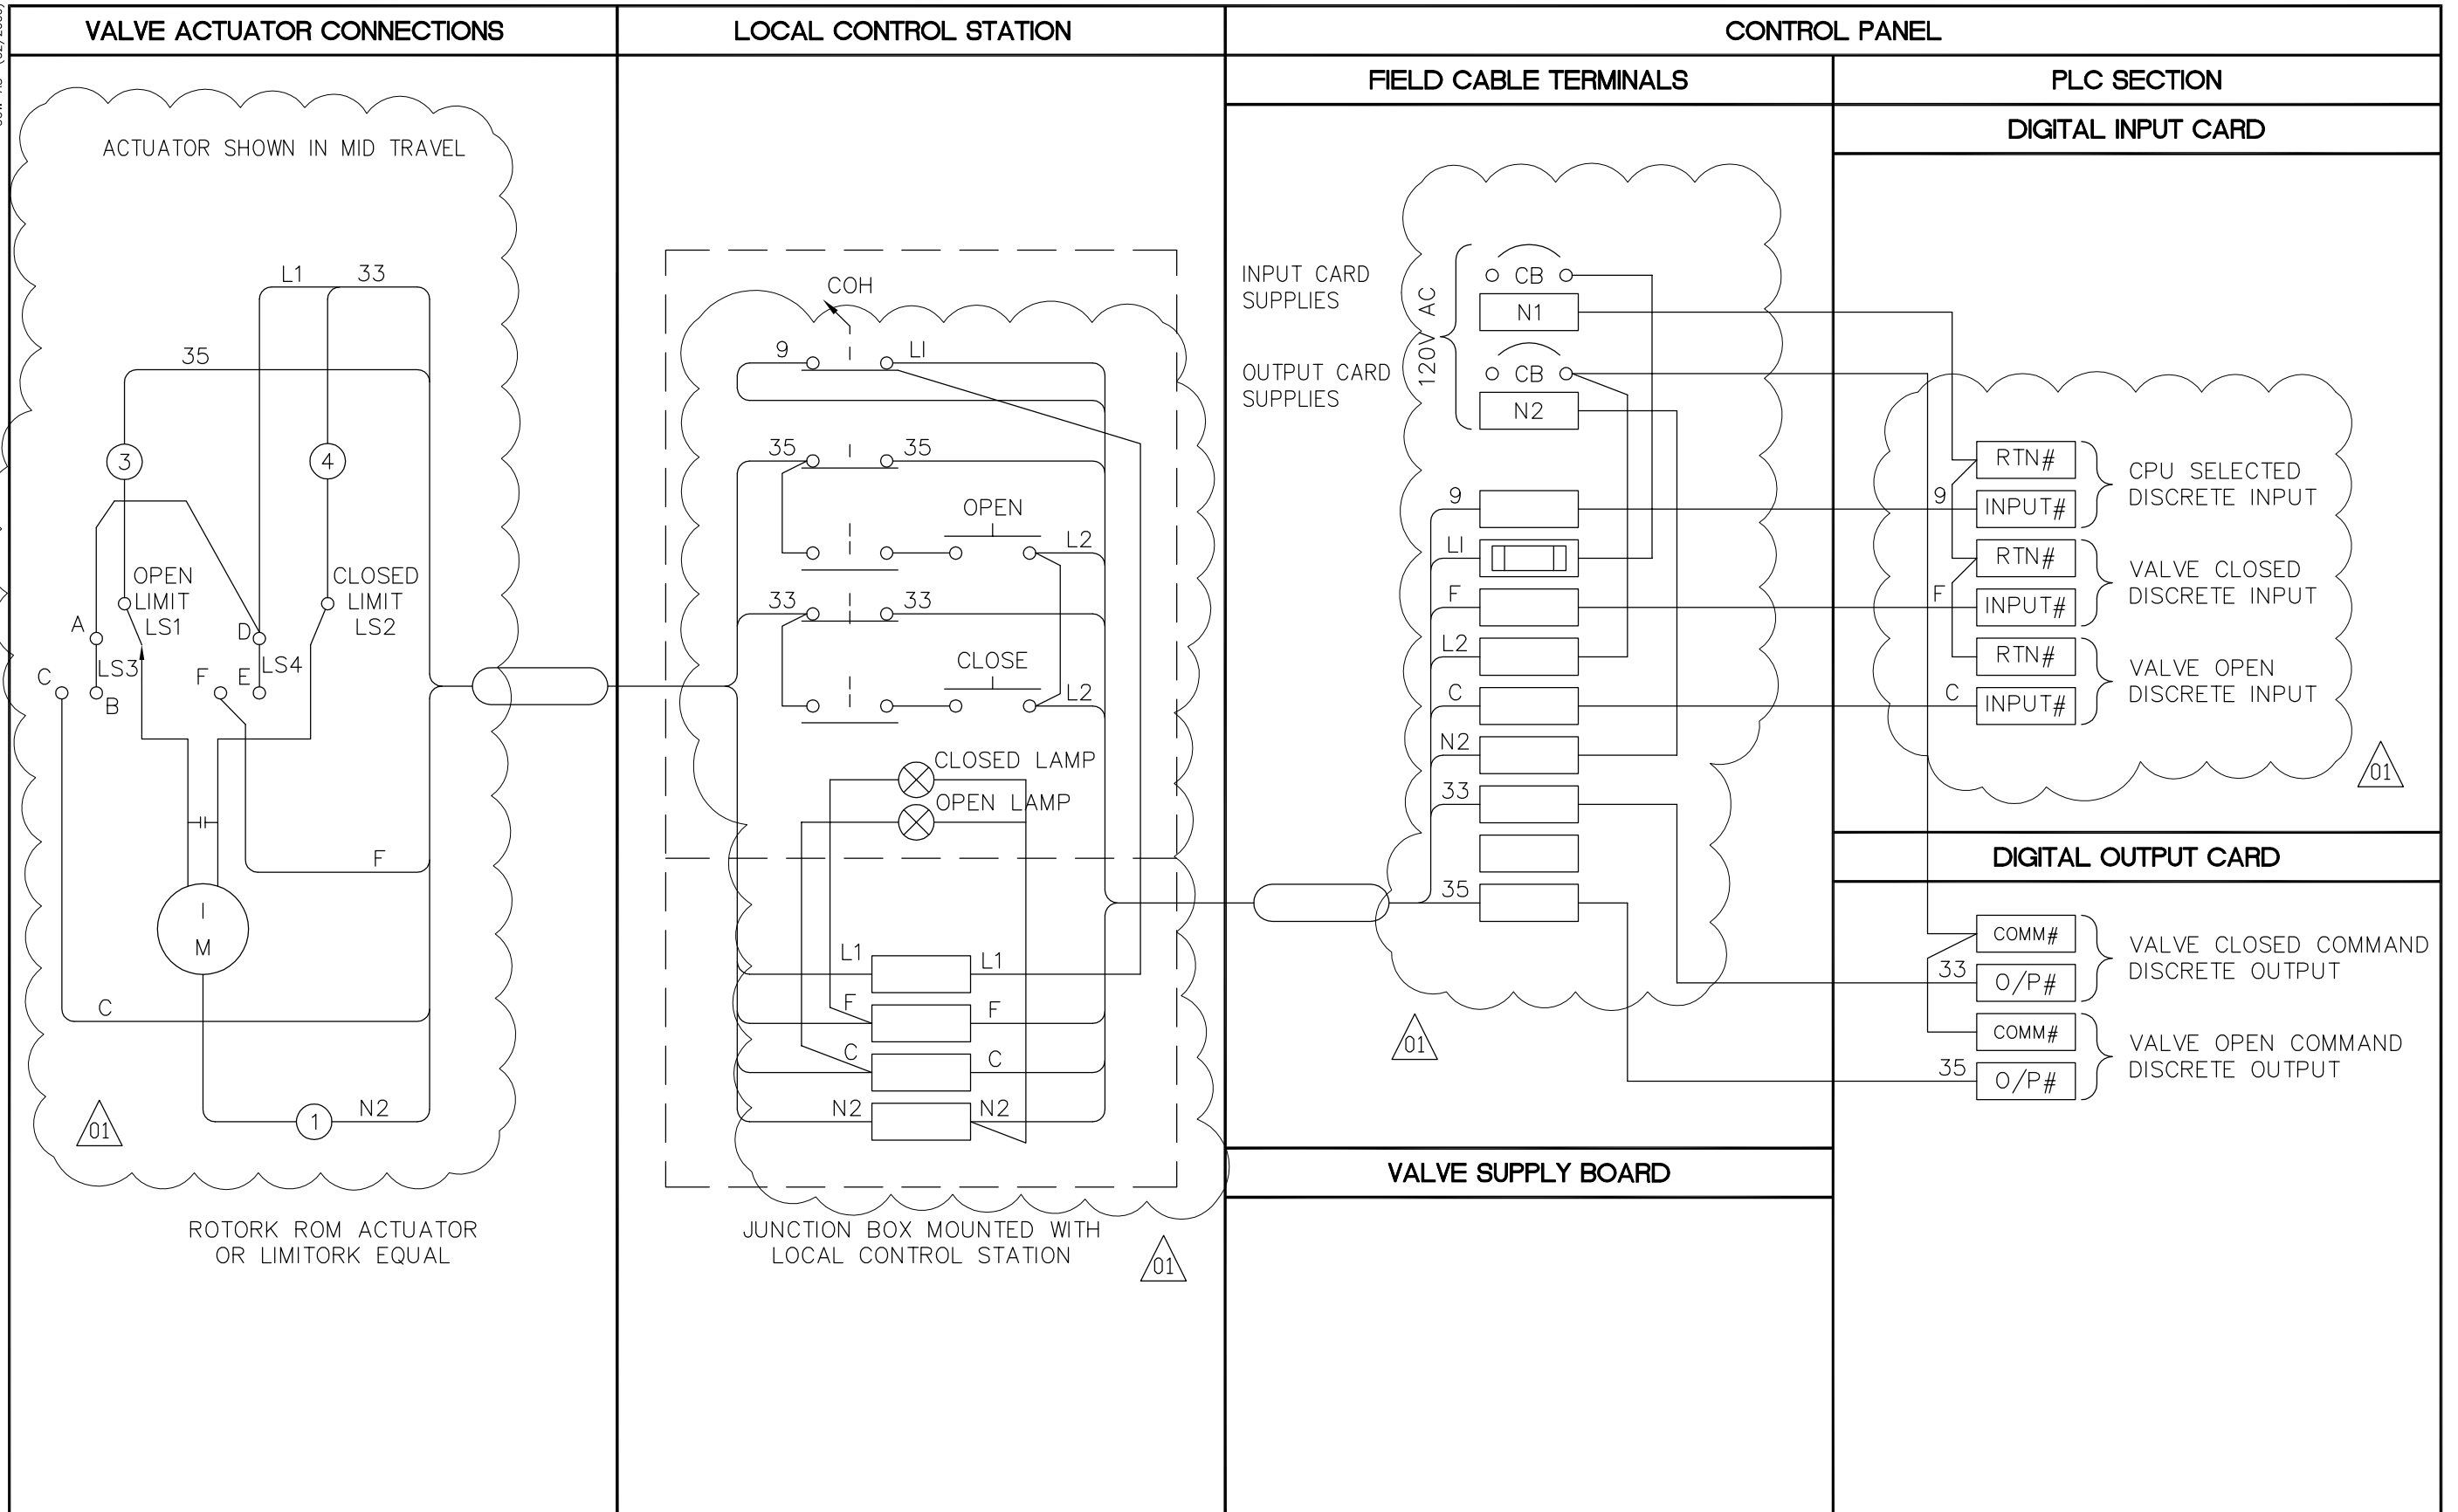 VALVE ACTUATOR CONNECTIONS
LOCAL CONTROL STATION
CONTROL PANEL
FIELD CABLE TERMINALS
PLC SECTION
DIGITAL INPUT CARD
ACTUATOR SHOWN IN MID TRAVEL
L1
33
35
3
4
OPEN
LIMIT
LS1
CLOSED
LIMIT
LS2
A
D
LS3
LS4
C
B
F
E
F
I
M
C
1
N2
01
ROTORK ROM ACTUATOR
OR LIMITORK EQUAL
COH
9
LI
35
35
OPEN
L2
33
33
CLOSE
L2
CLOSED LAMP
OPEN LAMP
L1
L1
F
F
C
C
N2
N2
JUNCTION BOX MOUNTED WITH
LOCAL CONTROL STATION
01
INPUT CARD
SUPPLIES
OUTPUT CARD
SUPPLIES
120V AC
CB
N1
CB
N2
9
LI
F
L2
C
N2
33
35
01
VALVE SUPPLY BOARD
RTN#
9
INPUT#
CPU SELECTED
DISCRETE INPUT
RTN#
F
INPUT#
VALVE CLOSED
DISCRETE INPUT
RTN#
C
INPUT#
VALVE OPEN
DISCRETE INPUT
01
DIGITAL OUTPUT CARD
COMM#
33
O/P#
VALVE CLOSED COMMAND
DISCRETE OUTPUT
COMM#
35
O/P#
VALVE OPEN COMMAND
DISCRETE OUTPUT